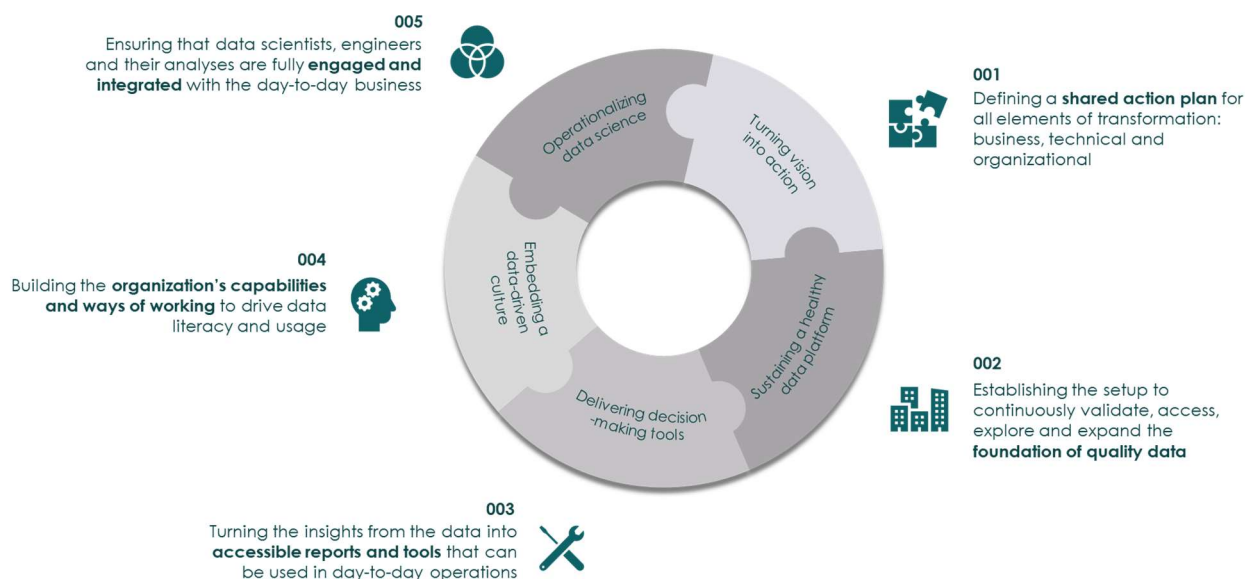 005
Ensuring that data scientists, engineers
and their analyses are fully engaged and
integrated with the day-to-day business
001
Defining a shared action plan for
all elements of transformation:
business, technical and
organizational
Operationalizing
data science
Turning vision
into action
004
Building the organization's capabilities
and ways of working to drive data
literacy and usage
Embedding a
data-driven
culture
Sustaining a healthy
data platform
002
Establishing the setup to
continuously validate, access,
explore and expand the
foundation of quality data
Delivering decision
-making tools
003
Turning the insights from the data into
accessible reports and tools that can
be used in day-to-day operations